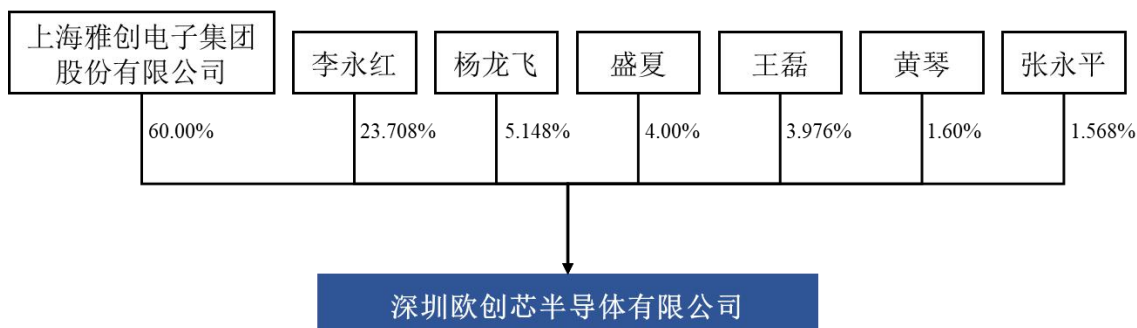 上海雅创电子集团
股份有限公司
李永红
杨龙飞
盛夏
王磊
黄琴
张永平
60.00%
23.708%
5.148%
4.00%
3.976%
1.60%
1.568%
深圳欧创芯半导体有限公司